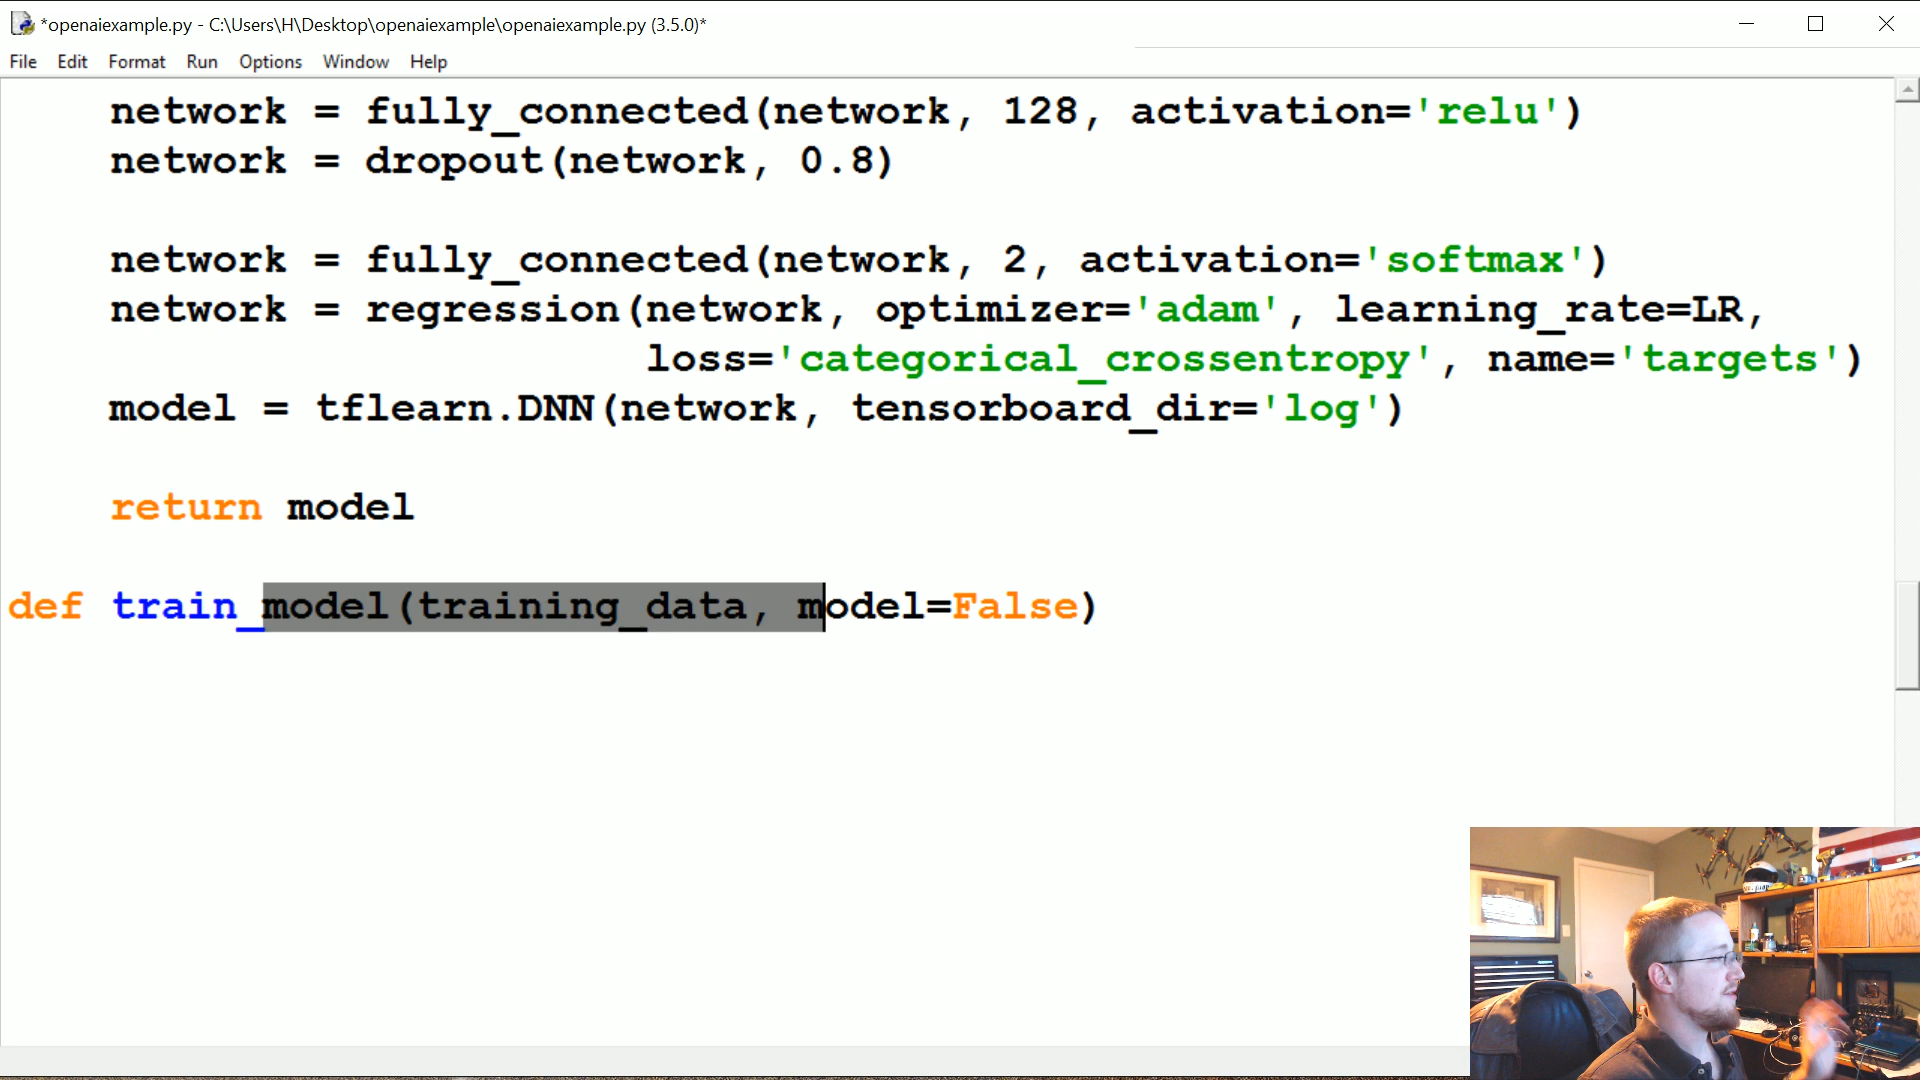 *openaiexample.py - C:\Users\H\Desktop\openaiexample\openaiexample.py (3.5.0)*
File Edit Format Run Options Window Help
network = fully_connected(network, 128, activation='relu')
network = dropout(network, 0.8)
network = fully_connected(network, 2, activation='softmax')
network = regression(network, optimizer='adam', learning_rate=LR,
loss='categorical_crossentropy', name='targets')
model = tflearn.DNN(network, tensorboard_dir='log')
return model
def train_model(training_data, model=False)